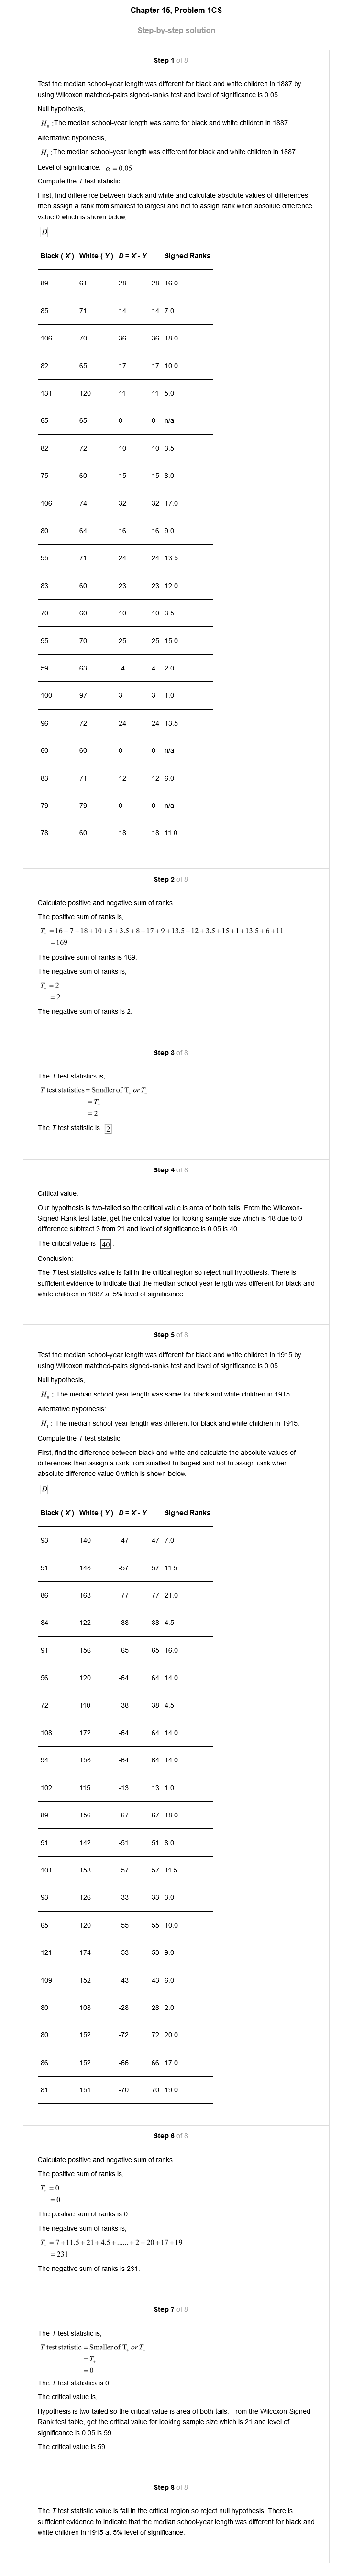 Chapter 15, Problem 1CS
Step-by-step solution
Step 1 of 8
Test the median school-year length was different for black and white children in 1887 by
using Wilcoxon matched-pairs signed-ranks test and level of significance is 0.05.
Null hypothesis,
H₀ :The median school-year length was same for black and white children in 1887.
Alternative hypothesis,
H₁ :The median school-year length was different for black and white children in 1887.
Level of significance, α = 0.05
Compute the T test statistic:
First, find difference between black and white and calculate absolute values of differences
then assign a rank from smallest to largest and not to assign rank when absolute difference
value 0 which is shown below,
|D|
Black ( X ) White ( Y ) D = X - Y Signed Ranks
89 61 28 28 16.0
85 71 14 14 7.0
106 70 36 36 18.0
82 65 17 17 10.0
131 120 11 11 5.0
65 65 0 0 n/a
82 72 10 10 3.5
75 60 15 15 8.0
106 74 32 32 17.0
80 64 16 16 9.0
95 71 24 24 13.5
83 60 23 23 12.0
70 60 10 10 3.5
95 70 25 25 15.0
59 63 -4 4 2.0
100 97 3 3 1.0
96 72 24 24 13.5
60 60 0 0 n/a
83 71 12 12 6.0
79 79 0 0 n/a
78 60 18 18 11.0
Step 2 of 8
Calculate positive and negative sum of ranks.
The positive sum of ranks is,
T₊ = 16 + 7 + 18 + 10 + 5 + 3.5 + 8 + 17 + 9 + 13.5 + 12 + 3.5 + 15 + 1 + 13.5 + 6 + 11
= 169
The positive sum of ranks is 169.
The negative sum of ranks is,
T₋ = 2
= 2
The negative sum of ranks is 2.
Step 3 of 8
The T test statistics is,
T test statistics = Smaller of T₊ or T₋
= T₋
= 2
The T test statistic is 2.
Step 4 of 8
Critical value:
Our hypothesis is two-tailed so the critical value is area of both tails. From the Wilcoxon-
Signed Rank test table, get the critical value for looking sample size which is 18 due to 0
difference subtract 3 from 21 and level of significance is 0.05 is 40.
The critical value is 40.
Conclusion:
The T test statistics value is fall in the critical region so reject null hypothesis. There is
sufficient evidence to indicate that the median school-year length was different for black and
white children in 1887 at 5% level of significance.
Step 5 of 8
Test the median school-year length was different for black and white children in 1915 by
using Wilcoxon matched-pairs signed-ranks test and level of significance is 0.05.
Null hypothesis,
H₀ : The median school-year length was same for black and white children in 1915.
Alternative hypothesis:
H₁ : The median school-year length was different for black and white children in 1915.
Compute the T test statistic:
First, find the difference between black and white and calculate the absolute values of
differences then assign a rank from smallest to largest and not to assign rank when
absolute difference value 0 which is shown below:
|D|
Black ( X ) White ( Y ) D = X - Y Signed Ranks
93 140 -47 47 7.0
91 148 -57 57 11.5
86 163 -77 77 21.0
84 122 -38 38 4.5
91 156 -65 65 16.0
56 120 -64 64 14.0
72 110 -38 38 4.5
108 172 -64 64 14.0
94 158 -64 64 14.0
102 115 -13 13 1.0
89 156 -67 67 18.0
91 142 -51 51 8.0
101 158 -57 57 11.5
93 126 -33 33 3.0
65 120 -55 55 10.0
121 174 -53 53 9.0
109 152 -43 43 6.0
80 108 -28 28 2.0
80 152 -72 72 20.0
86 152 -66 66 17.0
81 151 -70 70 19.0
Step 6 of 8
Calculate positive and negative sum of ranks.
The positive sum of ranks is,
T₊ = 0
= 0
The positive sum of ranks is 0.
The negative sum of ranks is,
T₋ = 7 + 11.5 + 21 + 4.5 + ...... + 2 + 20 + 17 + 19
= 231
The negative sum of ranks is 231.
Step 7 of 8
The T test statistic is,
T test statistic = Smaller of T₊ or T₋
= T₊
= 0
The T test statistics is 0.
The critical value is,
Hypothesis is two-tailed so the critical value is area of both tails. From the Wilcoxon-Signed
Rank test table, get the critical value for looking sample size which is 21 and level of
significance is 0.05 is 59.
The critical value is 59.
Step 8 of 8
The T test statistic value is fall in the critical region so reject null hypothesis. There is
sufficient evidence to indicate that the median school-year length was different for black and
white children in 1915 at 5% level of significance.